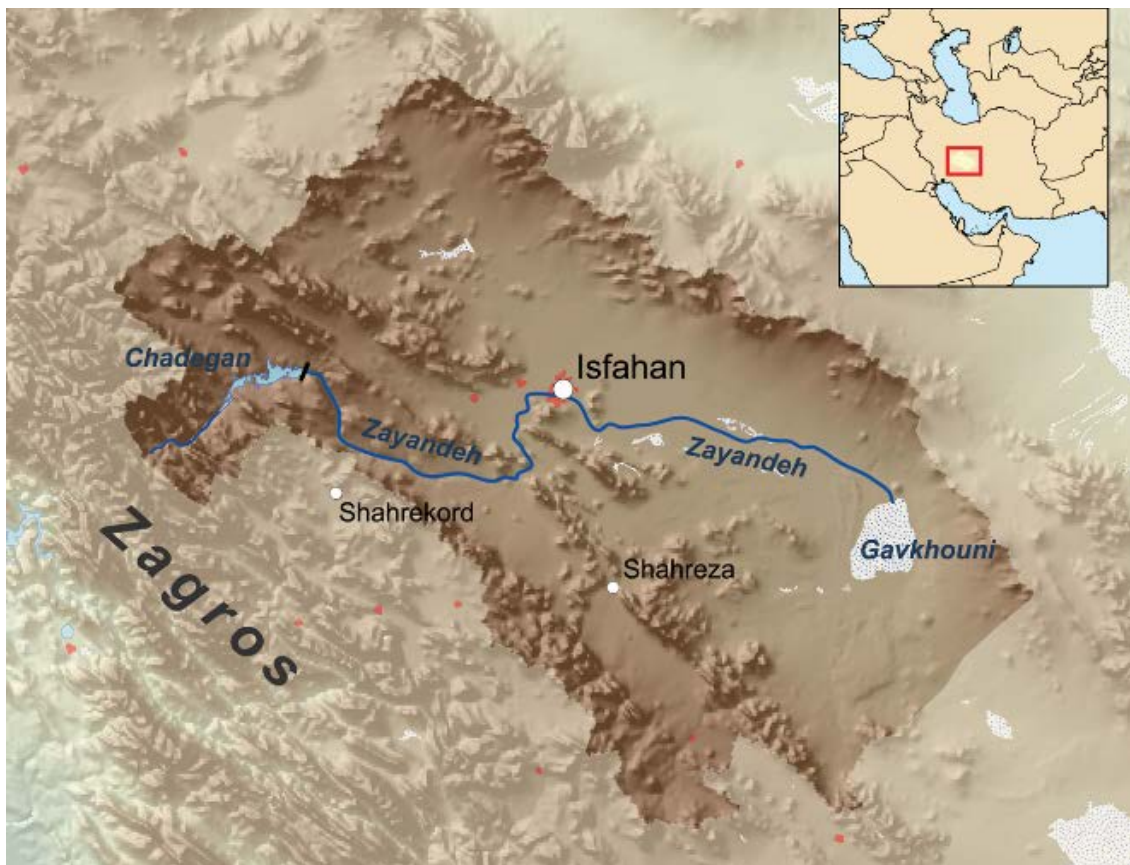 Isfahan
Chadegan
Zayandeh
Zayandeh
Shahrekord
Gavkhouni
Shahreza
Zagros